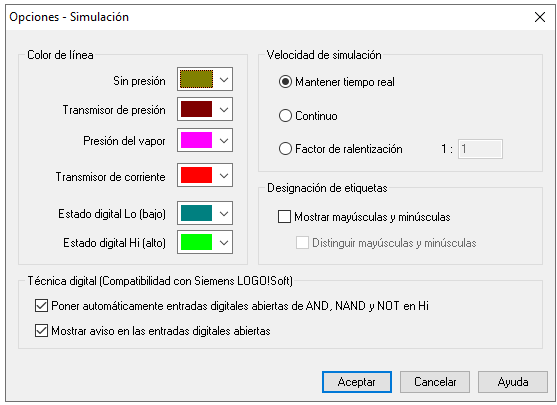 Opciones - Simulación
Color de línea
Sin presión
Transmisor de presión
Presión del vapor
Transmisor de corriente
Estado digital Lo (bajo)
Estado digital Hi (alto)
Velocidad de simulación
Mantener tiempo real
Continuo
Factor de ralentización 1 : 1
Designación de etiquetas
Mostrar mayúsculas y minúsculas
Distinguir mayúsculas y minúsculas
Técnica digital (Compatibilidad con Siemens LOGO!Soft)
Poner automáticamente entradas digitales abiertas de AND, NAND y NOT en Hi
Mostrar aviso en las entradas digitales abiertas
Aceptar Cancelar Ayuda